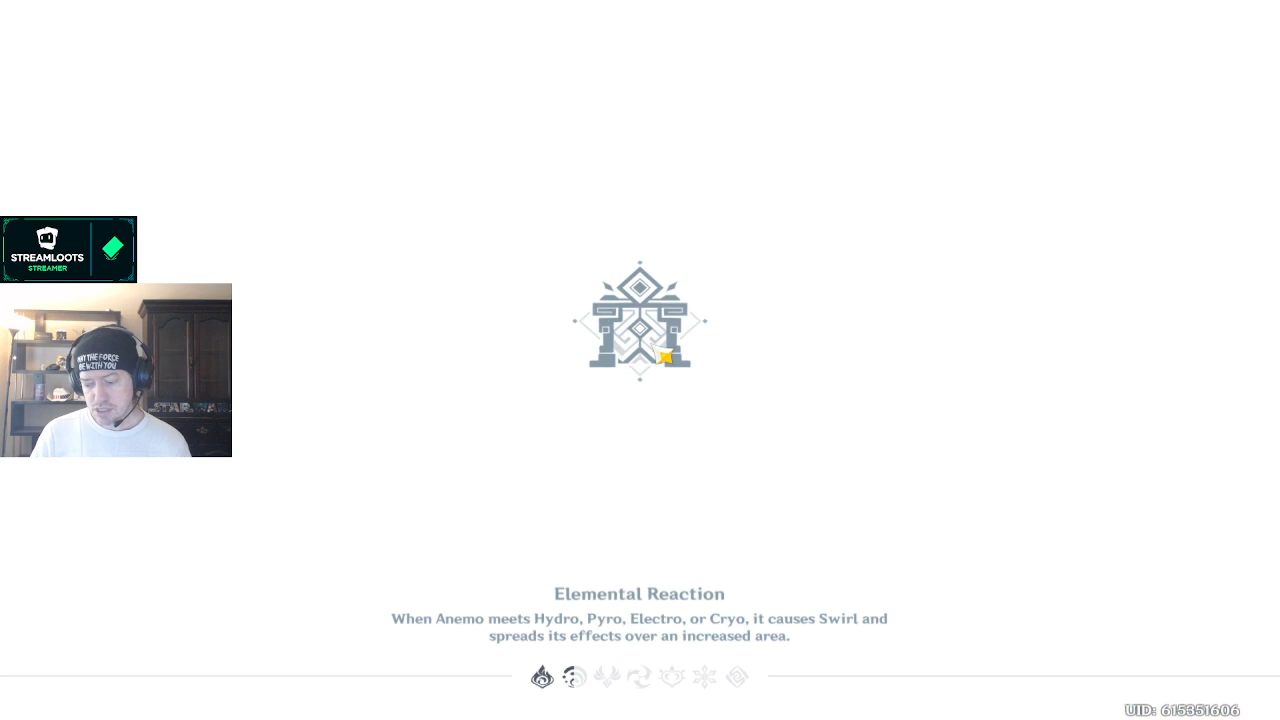 STREAMLOOTS
STREAMER
MAY THE FORCE
BE WITH YOU
STAR WARS
Elemental Reaction
When Anemo meets Hydro, Pyro, Electro, or Cryo, it causes Swirl and
spreads its effects over an increased area.
UID: 615351606